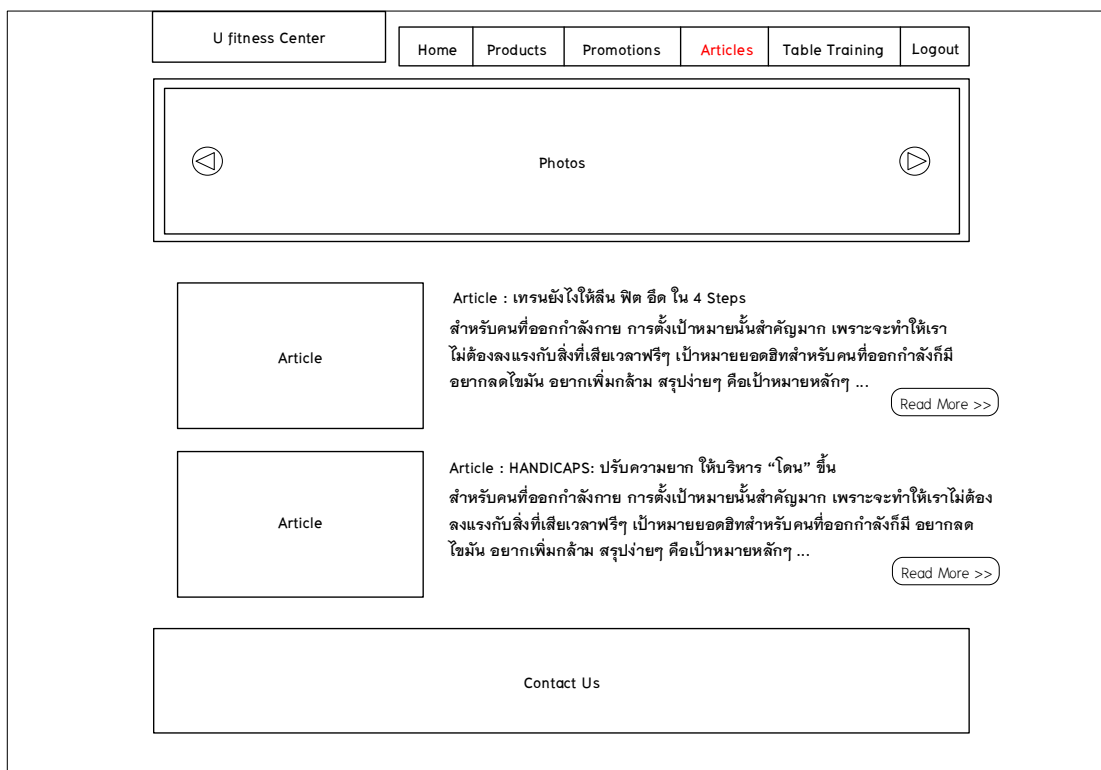 U fitness Center
Home Products Promotions Articles Table Training Logout
Photos
Article
Article : เทรนยังไงให้ลีน ฟิต อึด ใน 4 Steps
สำหรับคนที่ออกกำลังกาย การตั้งเป้าหมายนั้นสำคัญมาก เพราะจะทำให้เรา
ไม่ต้องลงแรงกับสิ่งที่เสียเวลาฟรีๆ เป้าหมายยอดฮิทสำหรับคนที่ออกกำลังก็มี
อยากลดไขมัน อยากเพิ่มกล้าม สรุปง่ายๆ คือเป้าหมายหลักๆ ...
Read More >>
Article
Article : HANDICAPS: ปรับความยาก ให้บริหาร “โดน” ขึ้น
สำหรับคนที่ออกกำลังกาย การตั้งเป้าหมายนั้นสำคัญมาก เพราะจะทำให้เราไม่ต้อง
ลงแรงกับสิ่งที่เสียเวลาฟรีๆ เป้าหมายยอดฮิทสำหรับคนที่ออกกำลังก็มี อยากลด
ไขมัน อยากเพิ่มกล้าม สรุปง่ายๆ คือเป้าหมายหลักๆ ...
Read More >>
Contact Us